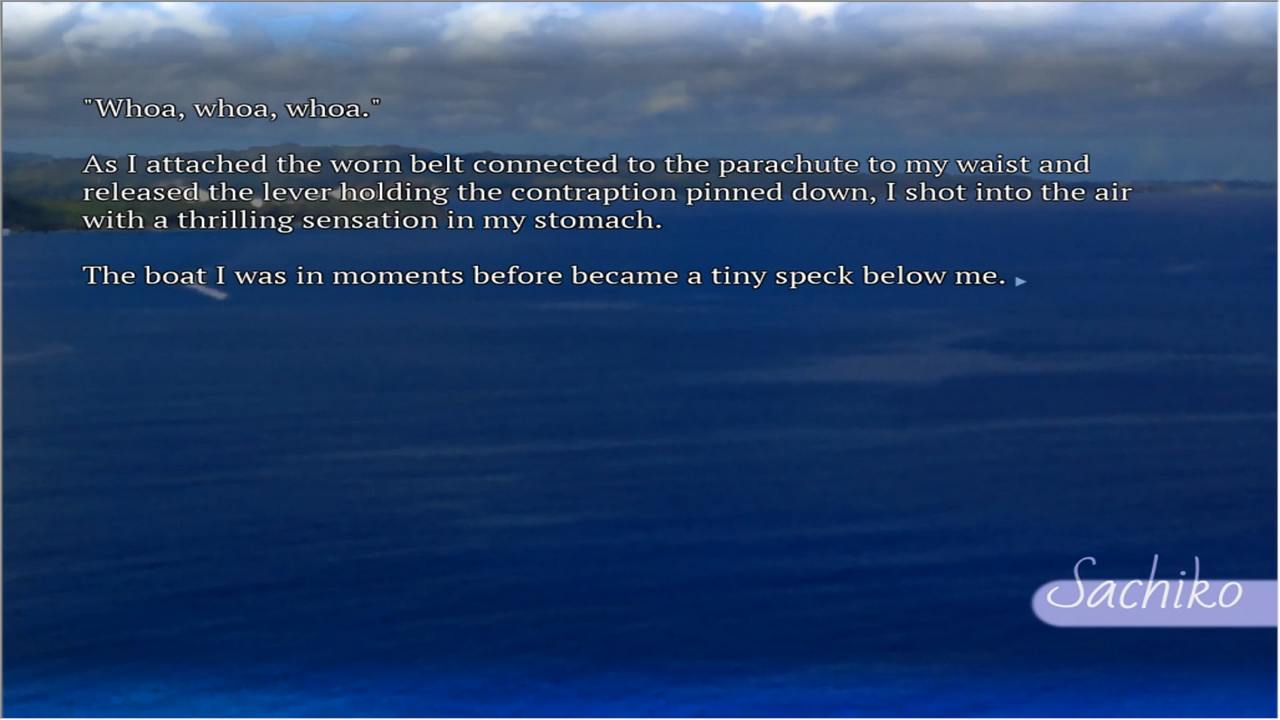 "Whoa, whoa, whoa."
As I attached the worn belt connected to the parachute to my waist and
released the lever holding the contraption pinned down, I shot into the air
with a thrilling sensation in my stomach.
The boat I was in moments before became a tiny speck below me.
Sachiko